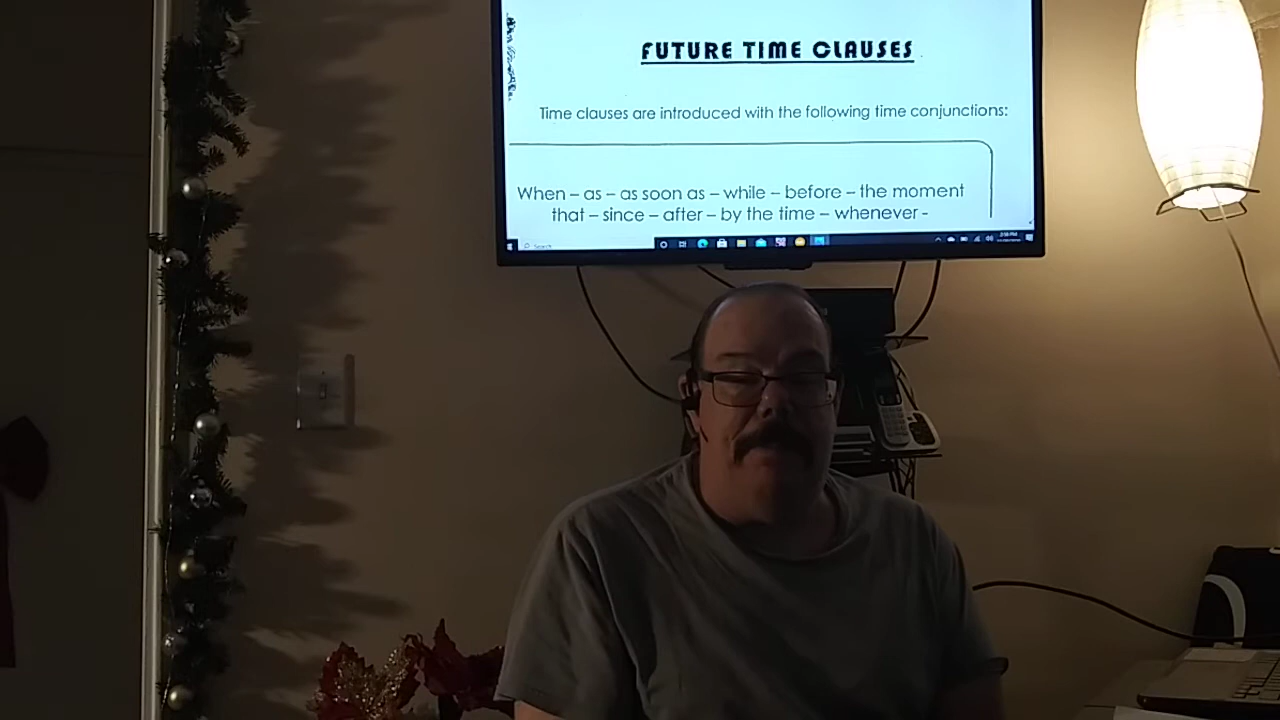 FUTURE TIME CLAUSES
Time clauses are introduced with the following time conjunctions:
When – as – as soon as – while – before – the moment
that – since – after – by the time – whenever -
Search